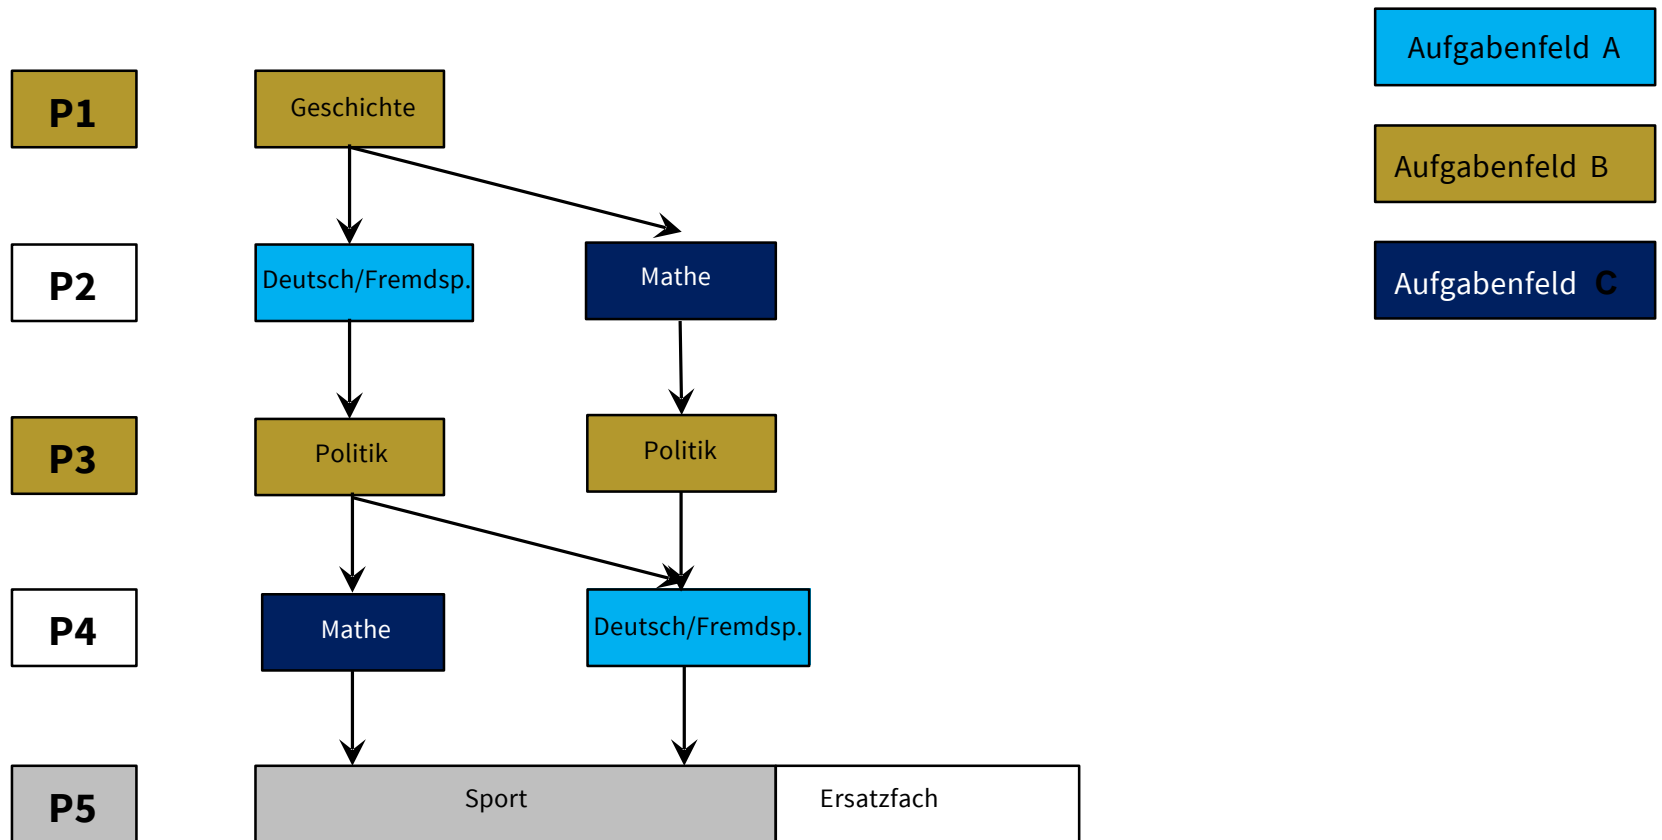 Aufgabenfeld A
P1
Geschichte
Aufgabenfeld B
P2
Deutsch/Fremdsp.
Mathe
Aufgabenfeld C
P3
Politik
Politik
P4
Mathe
Deutsch/Fremdsp.
P5
Sport
Ersatzfach